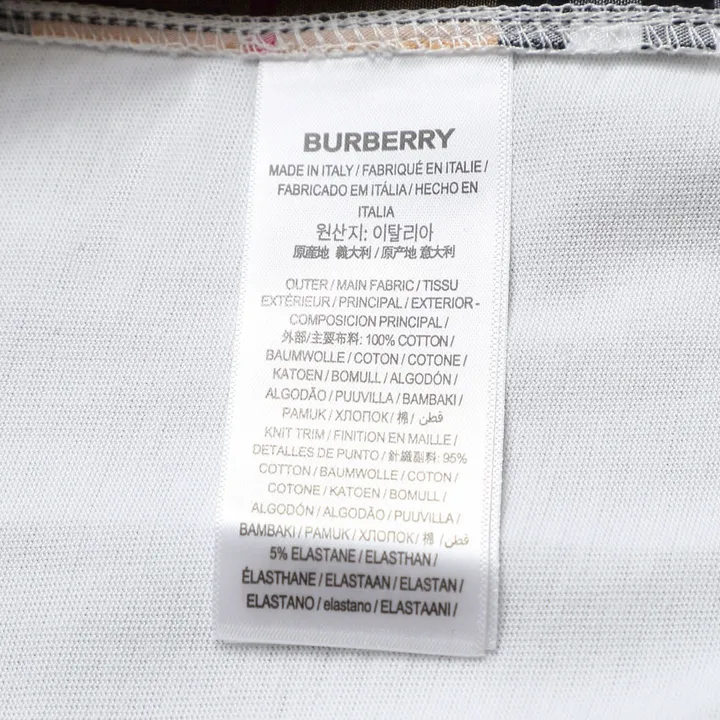 BURBERRY
MADE IN ITALY / FABRIQUÉ EN ITALIE /
FABRICADO EM ITÁLIA / HECHO EN
ITALIA
원산지: 이탈리아
原産地 義大利 / 原产地 意大利
OUTER / MAIN FABRIC / TISSU
EXTÉRIEUR / PRINCIPAL / EXTERIOR -
COMPOSICION PRINCIPAL /
外部/主要布料: 100% COTTON /
BAUMWOLLE / COTON / COTONE /
KATOEN / BOMULL / ALGODÓN /
ALGODÃO / PUUVILLA / BAMBAKI /
PAMUK / ХЛОПОК / 棉 / قطن
KNIT TRIM / FINITION EN MAILLE /
DETALLES DE PUNTO / 針織副料: 95%
COTTON / BAUMWOLLE / COTON /
COTONE / KATOEN / BOMULL /
ALGODÓN / ALGODÃO / PUUVILLA /
BAMBAKI / PAMUK / ХЛОПОК / 棉 / قطن
5% ELASTANE / ELASTHAN /
ÉLASTHANE / ELASTAAN / ELASTAN /
ELASTANO / elastano / ELASTAANI /